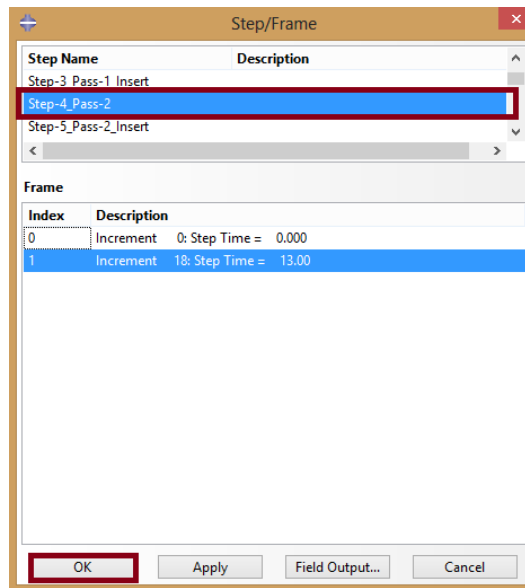 Step/Frame
Step Name Description
Step-3_Pass-1_Insert
Step-4_Pass-2
Step-5_Pass-2_Insert
Frame
Index Description
0 Increment 0: Step Time = 0.000
1 Increment 18: Step Time = 13.00
OK Apply Field Output... Cancel